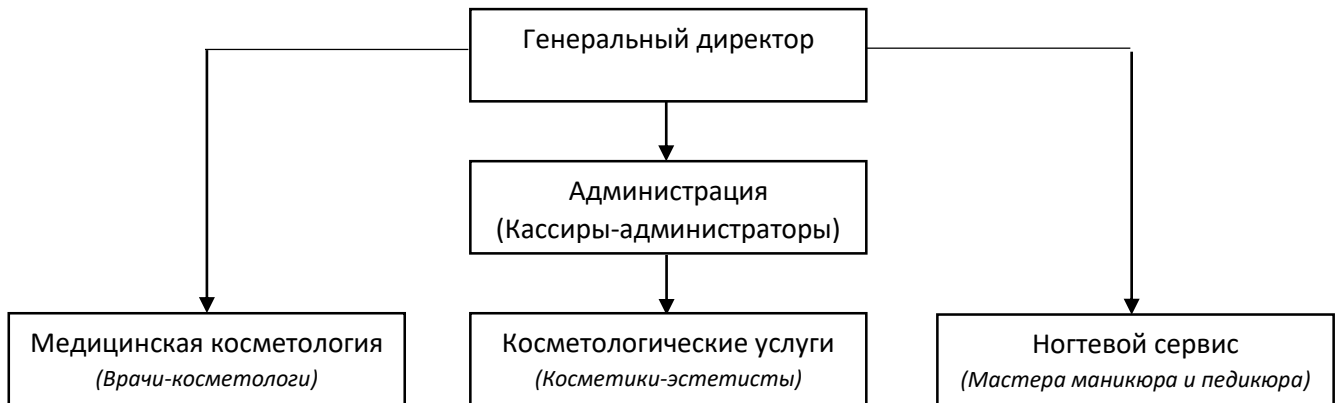 Генеральный директор
Администрация
(Кассиры-администраторы)
Медицинская косметология
(Врачи-косметологи)
Косметологические услуги
(Косметики-эстетисты)
Ногтевой сервис
(Мастера маникюра и педикюра)